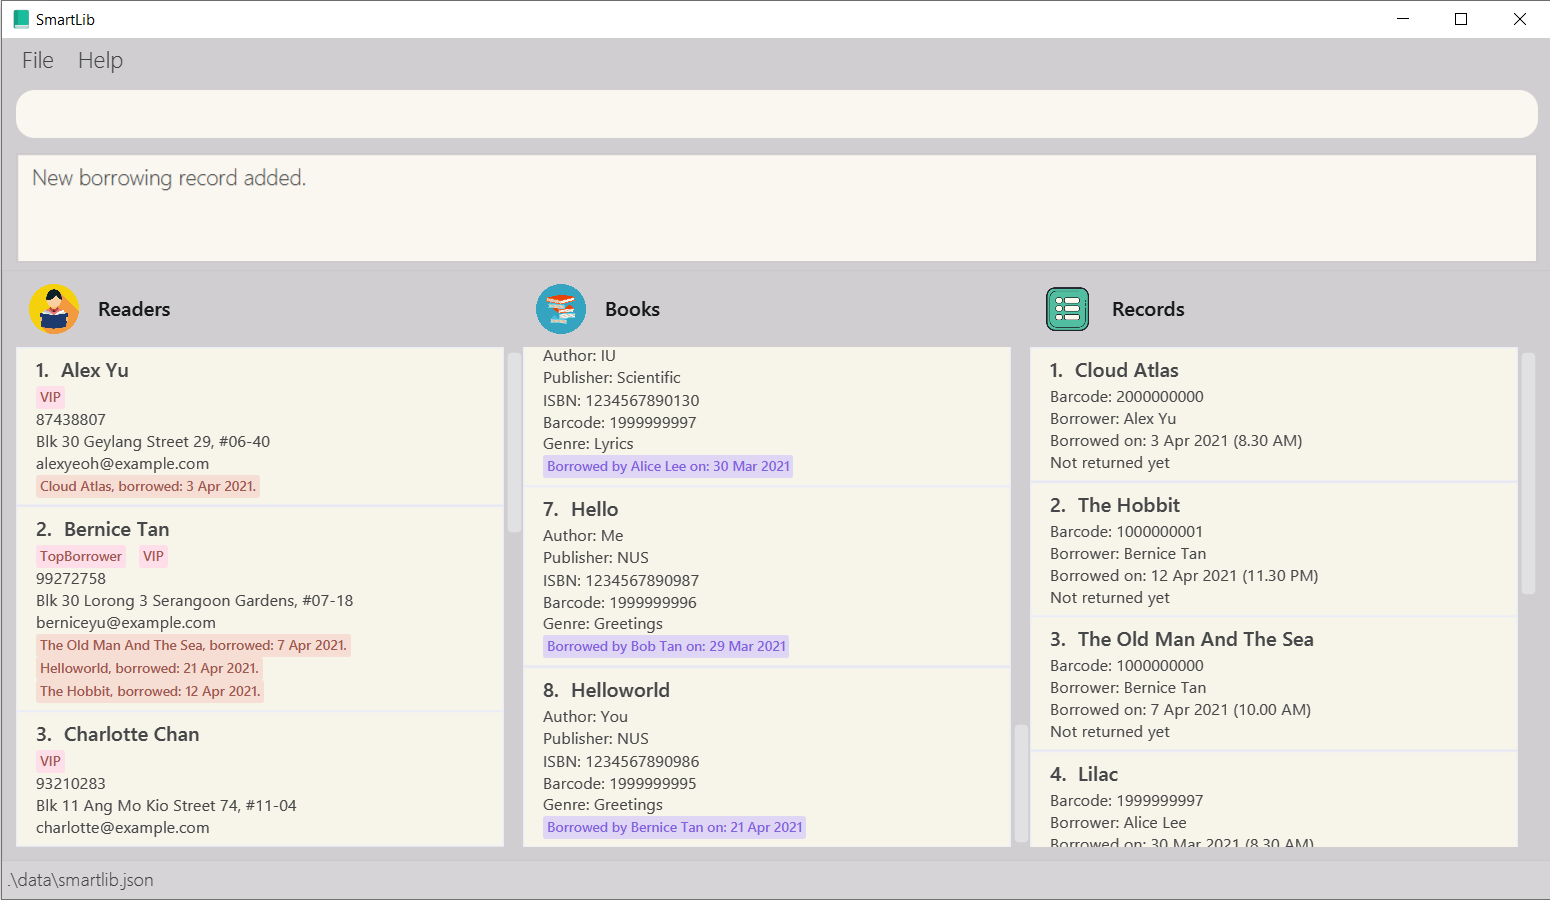 SmartLib
File Help
New borrowing record added.
Readers
1. Alex Yu
VIP
87438807
Blk 30 Geylang Street 29, #06-40
alexyeoh@example.com
Cloud Atlas, borrowed: 3 Apr 2021.
2. Bernice Tan
TopBorrower VIP
99272758
Blk 30 Lorong 3 Serangoon Gardens, #07-18
berniceyu@example.com
The Old Man And The Sea, borrowed: 7 Apr 2021.
Helloworld, borrowed: 21 Apr 2021.
The Hobbit, borrowed: 12 Apr 2021.
3. Charlotte Chan
VIP
93210283
Blk 11 Ang Mo Kio Street 74, #11-04
charlotte@example.com
Books
Author: IU
Publisher: Scientific
ISBN: 1234567890130
Barcode: 1999999997
Genre: Lyrics
Borrowed by Alice Lee on: 30 Mar 2021
7. Hello
Author: Me
Publisher: NUS
ISBN: 1234567890987
Barcode: 1999999996
Genre: Greetings
Borrowed by Bob Tan on: 29 Mar 2021
8. Helloworld
Author: You
Publisher: NUS
ISBN: 1234567890986
Barcode: 1999999995
Genre: Greetings
Borrowed by Bernice Tan on: 21 Apr 2021
Records
1. Cloud Atlas
Barcode: 2000000000
Borrower: Alex Yu
Borrowed on: 3 Apr 2021 (8.30 AM)
Not returned yet
2. The Hobbit
Barcode: 1000000001
Borrower: Bernice Tan
Borrowed on: 12 Apr 2021 (11.30 PM)
Not returned yet
3. The Old Man And The Sea
Barcode: 1000000000
Borrower: Bernice Tan
Borrowed on: 7 Apr 2021 (10.00 AM)
Not returned yet
4. Lilac
Barcode: 1999999997
Borrower: Alice Lee
Borrowed on: 30 Mar 2021 (8.30 AM)
.\data\smartlib.json